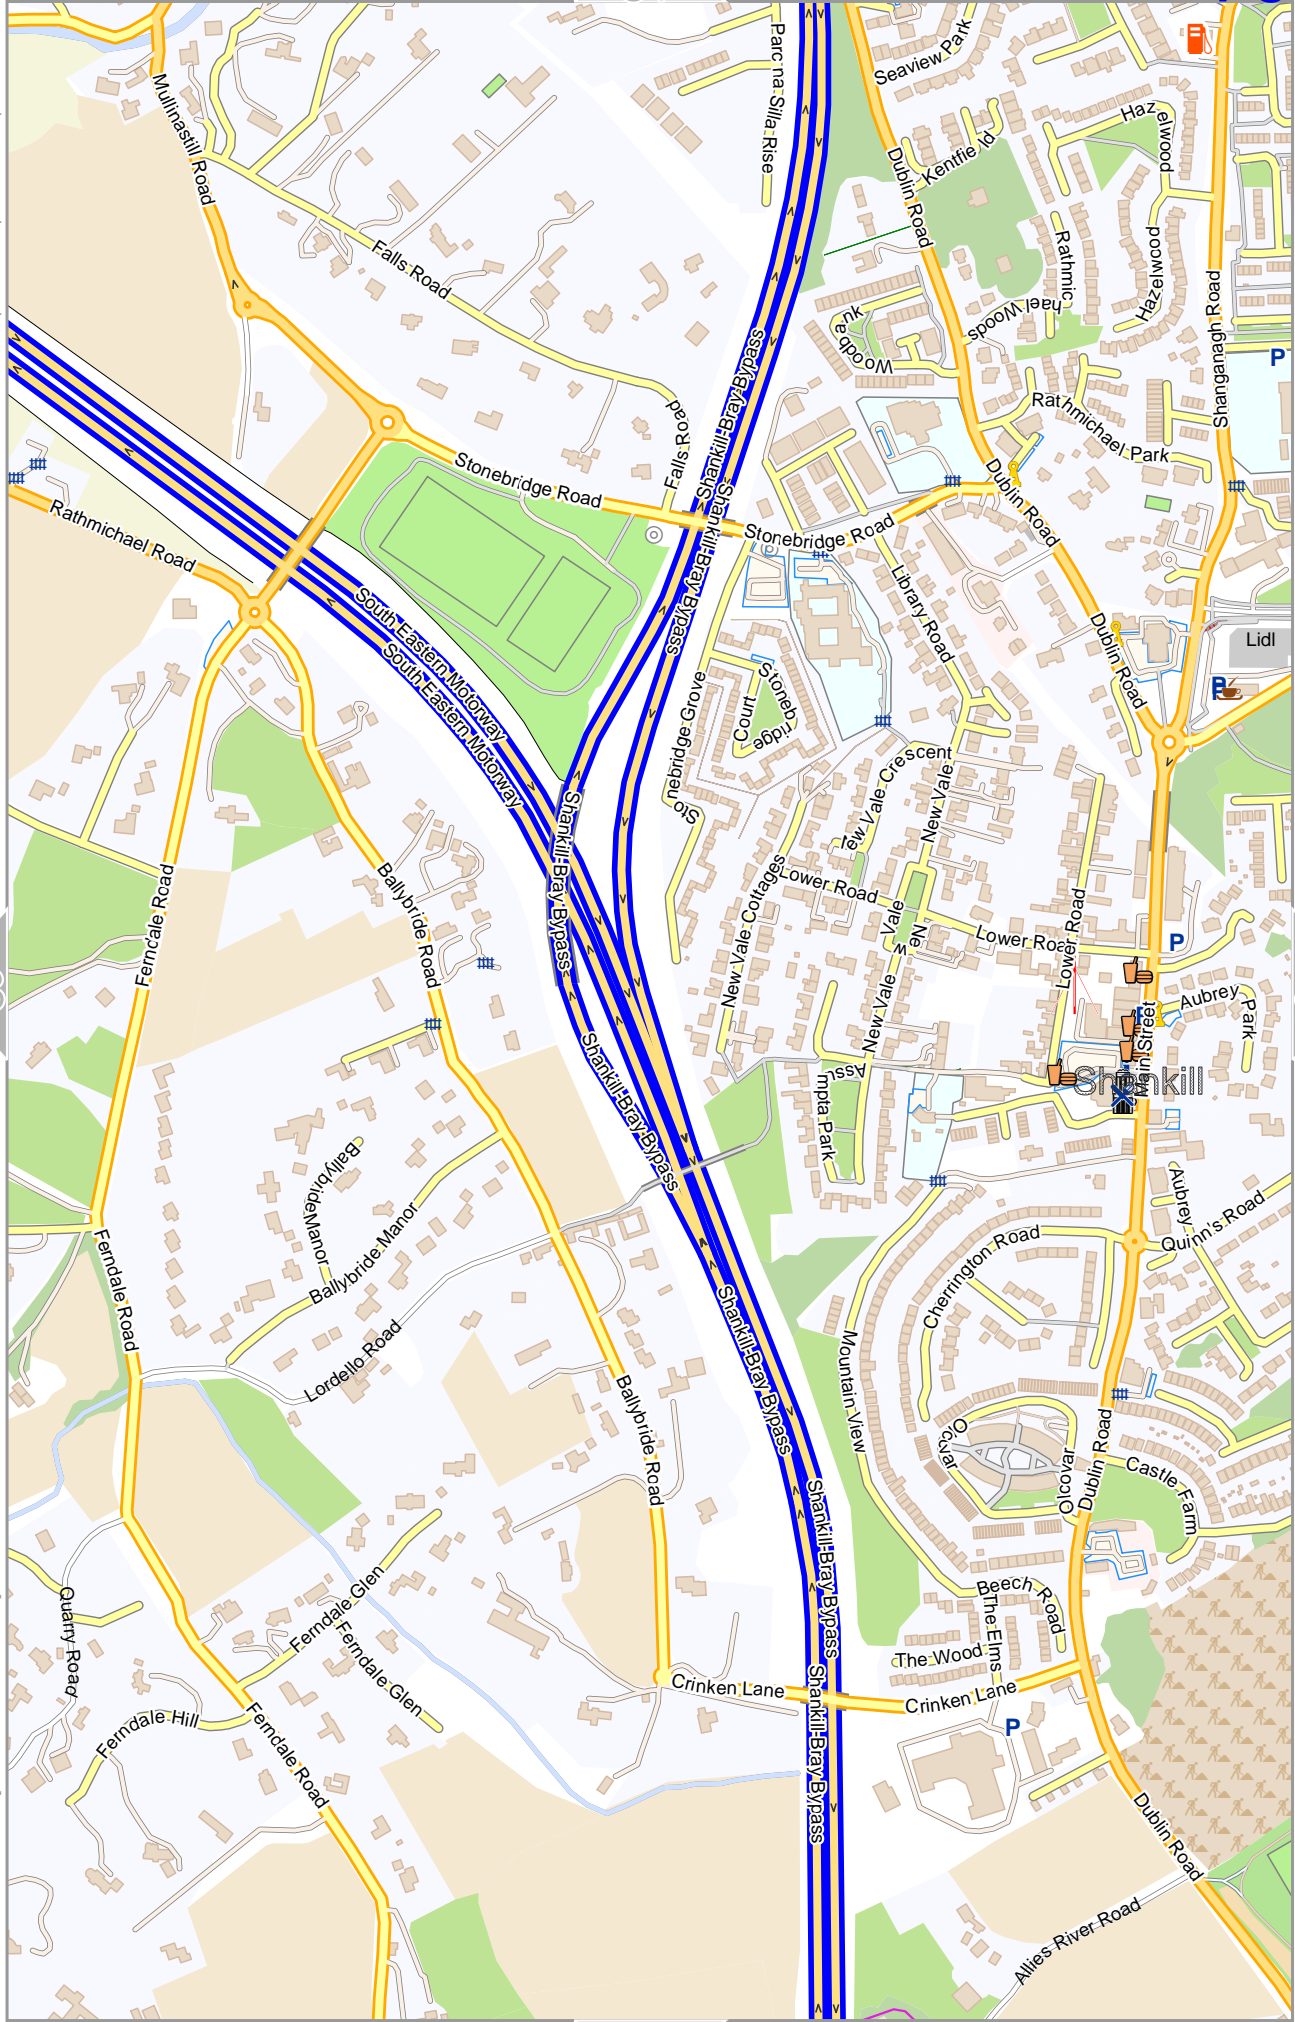 Parc na Silla Rise
Seaview Park
Mullinastill Road
Hazelwood
Dublin Road
Kentfield
Falls Road
Rathmichael Woods
Hazelwood
Shanganagh Road
Woodbank
P
Shankill-Bray Bypass
Falls Road
Rathmichael Park
Stonebridge Road
Shankill-Bray Bypass
Dublin Road
Rathmichael Road
Stonebridge Road
Library Road
South Eastern Motorway
South Eastern Motorway
Dublin Road
Lidl
Stonebridge Grove
Stonebridge Court
P
New Vale Crescent
New Vale
Shankill-Bray Bypass
Ferndale Road
Ballybride Road
New Vale Cottages
Lower Road
New Vale
Lower Road
Lower Road
P
Aubrey Park
New Vale
Main Street
Shankill
Shankill-Bray Bypass
Assumpta Park
Ballybride Manor
Ballybride Manor
Aubrey
Quinn's Road
Cherrington Road
Ferndale Road
Lordello Road
Shankill-Bray Bypass
Mountain View
Ballybride Road
Olcovar
Olcovar
Dublin Road
Castle Farm
Shankill-Bray Bypass
Quarry Road
Ferndale Glen
Ferndale Glen
Beech Road
The Elms
The Wood
Crinken Lane
Crinken Lane
Shankill-Bray Bypass
P
Ferndale Hill
Ferndale Road
Dublin Road
Allies River Road